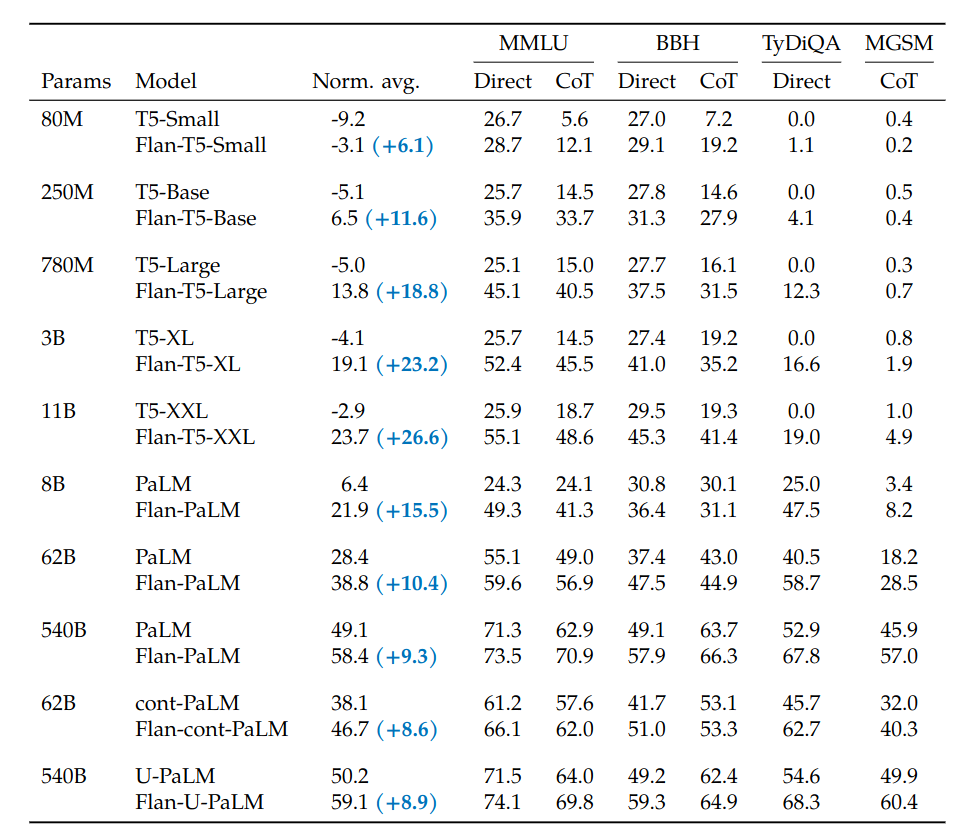 MMLU BBH TyDiQA MGSM
Params Model Norm. avg. Direct CoT Direct CoT Direct CoT
80M T5-Small -9.2 26.7 5.6 27.0 7.2 0.0 0.4
Flan-T5-Small -3.1 (+6.1) 28.7 12.1 29.1 19.2 1.1 0.2
250M T5-Base -5.1 25.7 14.5 27.8 14.6 0.0 0.5
Flan-T5-Base 6.5 (+11.6) 35.9 33.7 31.3 27.9 4.1 0.4
780M T5-Large -5.0 25.1 15.0 27.7 16.1 0.0 0.3
Flan-T5-Large 13.8 (+18.8) 45.1 40.5 37.5 31.5 12.3 0.7
3B T5-XL -4.1 25.7 14.5 27.4 19.2 0.0 0.8
Flan-T5-XL 19.1 (+23.2) 52.4 45.5 41.0 35.2 16.6 1.9
11B T5-XXL -2.9 25.9 18.7 29.5 19.3 0.0 1.0
Flan-T5-XXL 23.7 (+26.6) 55.1 48.6 45.3 41.4 19.0 4.9
8B PaLM 6.4 24.3 24.1 30.8 30.1 25.0 3.4
Flan-PaLM 21.9 (+15.5) 49.3 41.3 36.4 31.1 47.5 8.2
62B PaLM 28.4 55.1 49.0 37.4 43.0 40.5 18.2
Flan-PaLM 38.8 (+10.4) 59.6 56.9 47.5 44.9 58.7 28.5
540B PaLM 49.1 71.3 62.9 49.1 63.7 52.9 45.9
Flan-PaLM 58.4 (+9.3) 73.5 70.9 57.9 66.3 67.8 57.0
62B cont-PaLM 38.1 61.2 57.6 41.7 53.1 45.7 32.0
Flan-cont-PaLM 46.7 (+8.6) 66.1 62.0 51.0 53.3 62.7 40.3
540B U-PaLM 50.2 71.5 64.0 49.2 62.4 54.6 49.9
Flan-U-PaLM 59.1 (+8.9) 74.1 69.8 59.3 64.9 68.3 60.4